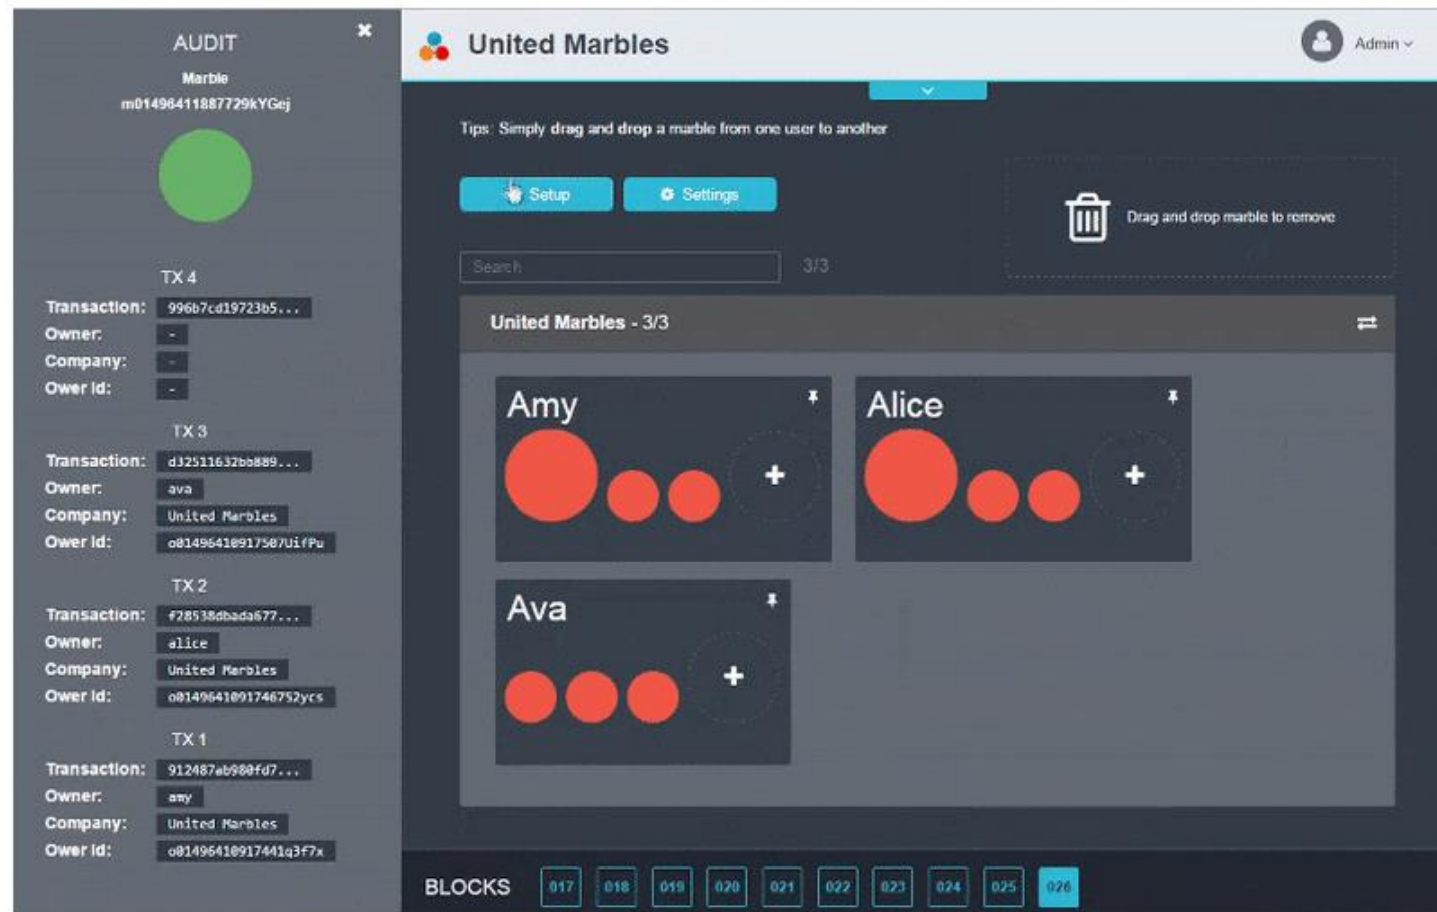 AUDIT
Marble
m01496411887729kYGej
TX 4
Transaction: 996b7cd19723b5...
Owner: -
Company: -
Ower Id: -
TX 3
Transaction: d32511632bb889...
Owner: ava
Company: United Marbles
Ower Id: o01496410917507UifPu
TX 2
Transaction: f28538dbada677...
Owner: alice
Company: United Marbles
Ower Id: o0149641091746752ycs
TX 1
Transaction: 912487ab980fd7...
Owner: amy
Company: United Marbles
Ower Id: o01496410917441q3f7x
United Marbles
Admin
Tips: Simply drag and drop a marble from one user to another
Setup
Settings
Drag and drop marble to remove
Search
3/3
United Marbles - 3/3
Amy
Alice
Ava
BLOCKS 017 018 019 020 021 022 023 024 025 026